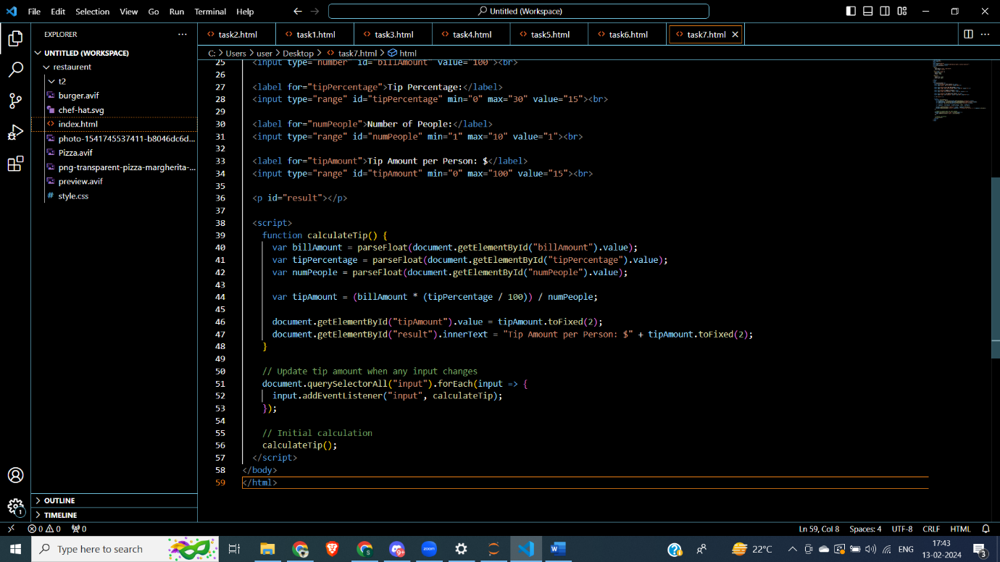 File Edit Selection View Go Run Terminal Help
Untitled (Workspace)
EXPLORER
UNTITLED (WORKSPACE)
restaurent
t2
burger.avif
chef-hat.svg
index.html
photo-1541745537411-b8046dc6d...
Pizza.avif
png-transparent-pizza-margherita-...
preview.avif
# style.css
OUTLINE
TIMELINE
task2.html task1.html task3.html task4.html task5.html task6.html task7.html
C: > Users > user > Desktop > task7.html > html
25 <input type="number" id="billAmount" value="100"><br>
26
27 <label for="tipPercentage">Tip Percentage:</label>
28 <input type="range" id="tipPercentage" min="0" max="30" value="15"><br>
29
30 <label for="numPeople">Number of People:</label>
31 <input type="range" id="numPeople" min="1" max="10" value="1"><br>
32
33 <label for="tipAmount">Tip Amount per Person: $</label>
34 <input type="range" id="tipAmount" min="0" max="100" value="15"><br>
35
36 <p id="result"></p>
37
38 <script>
39 function calculateTip() {
40 var billAmount = parseFloat(document.getElementById("billAmount").value);
41 var tipPercentage = parseFloat(document.getElementById("tipPercentage").value);
42 var numPeople = parseFloat(document.getElementById("numPeople").value);
43
44 var tipAmount = (billAmount * (tipPercentage / 100)) / numPeople;
45
46 document.getElementById("tipAmount").value = tipAmount.toFixed(2);
47 document.getElementById("result").innerText = "Tip Amount per Person: $" + tipAmount.toFixed(2);
48 }
49
50 // Update tip amount when any input changes
51 document.querySelectorAll("input").forEach(input => {
52 input.addEventListener("input", calculateTip);
53 });
54
55 // Initial calculation
56 calculateTip();
57 </script>
58 </body>
59 </html>
1
0 0 0
Ln 59, Col 8 Spaces: 4 UTF-8 CRLF HTML
Type here to search
9+
zoom
22°C
ENG
17:43
13-02-2024
3